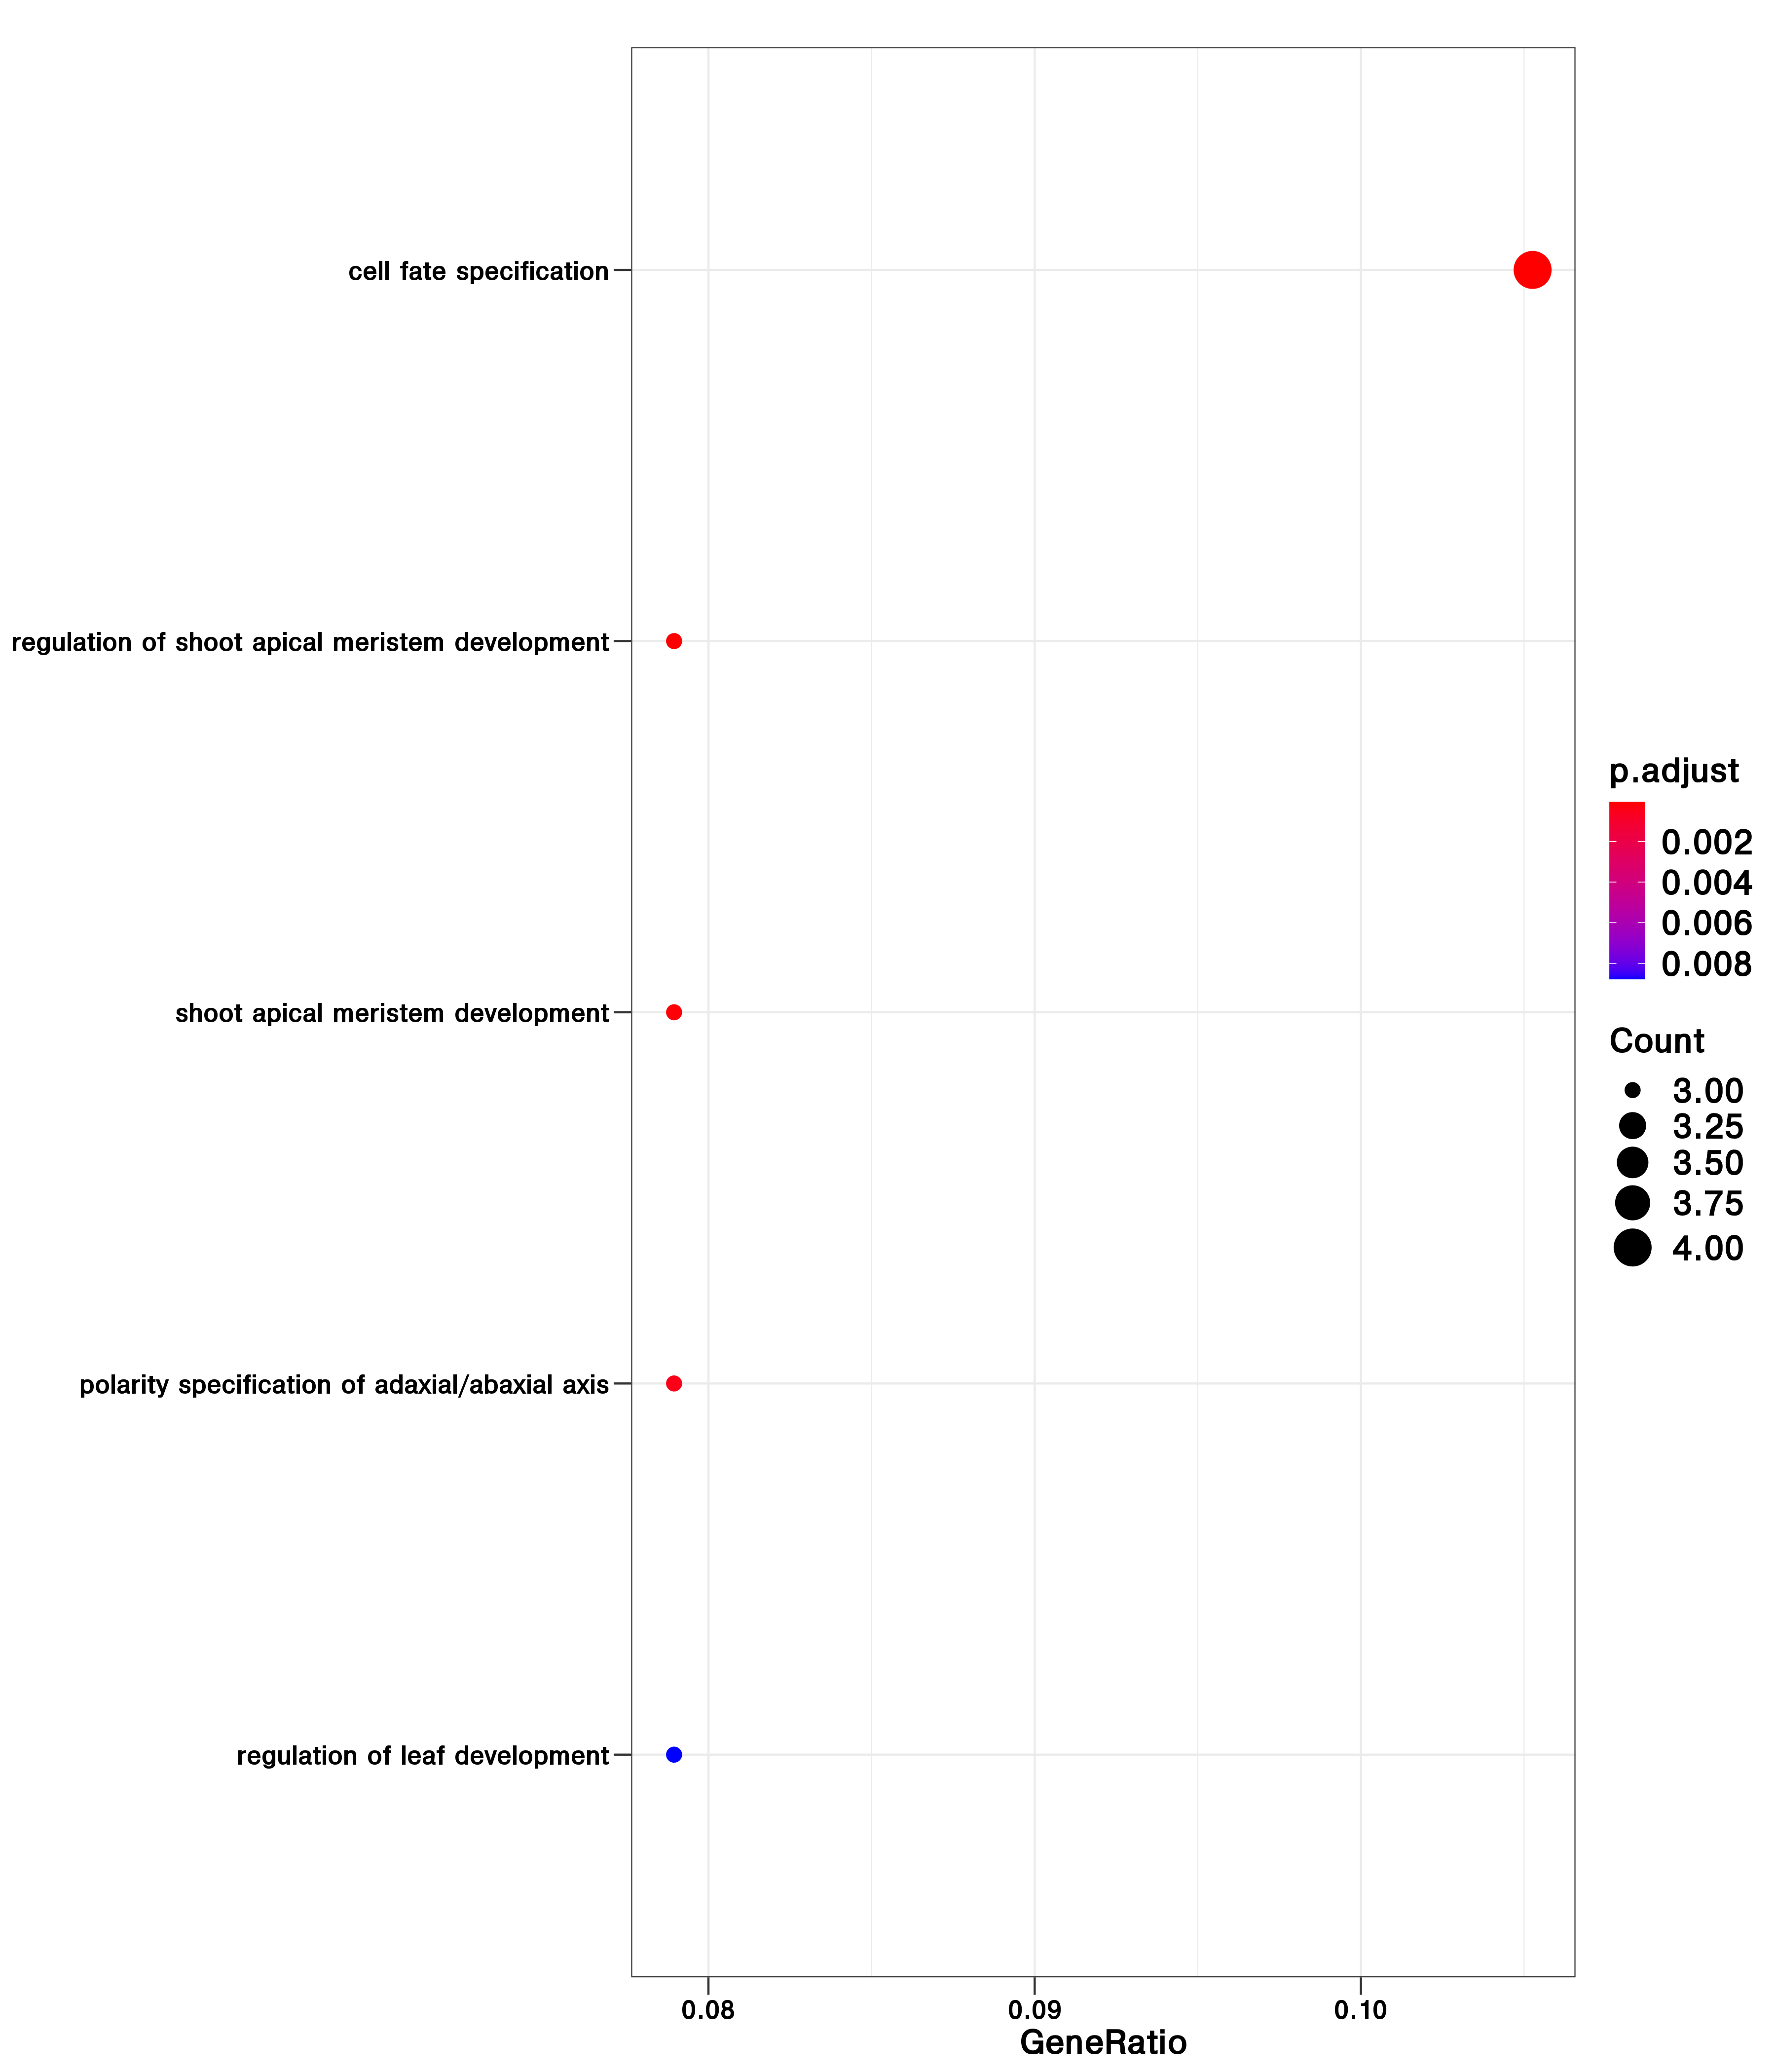 cell fate specification
regulation of shoot apical meristem development
shoot apical meristem development
polarity specification of adaxial/abaxial axis
regulation of leaf development
0.08
0.09
0.10
GeneRatio
p.adjust
0.002
0.004
0.006
0.008
Count
3.00
3.25
3.50
3.75
4.00